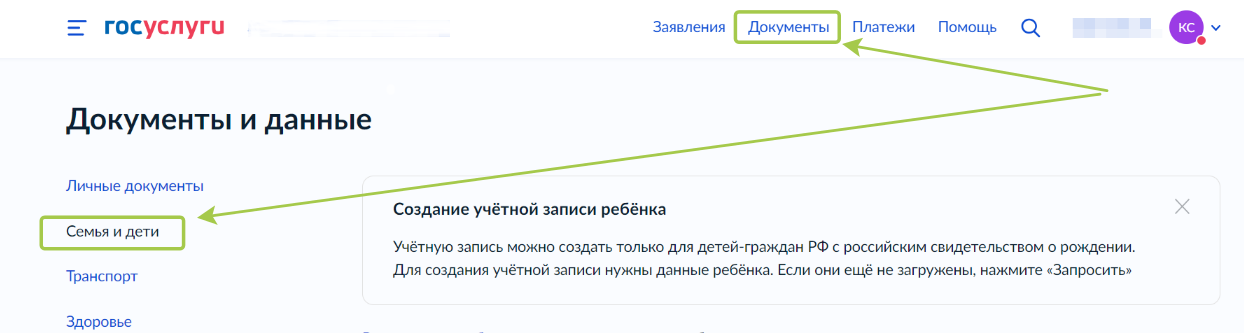 госуслуги
Заявления Документы Платежи Помощь
КС
Документы и данные
Личные документы
Семья и дети
Транспорт
Здоровье
Создание учётной записи ребёнка
Учётную запись можно создать только для детей-граждан РФ с российским свидетельством о рождении.
Для создания учётной записи нужны данные ребёнка. Если они ещё не загружены, нажмите «Запросить»